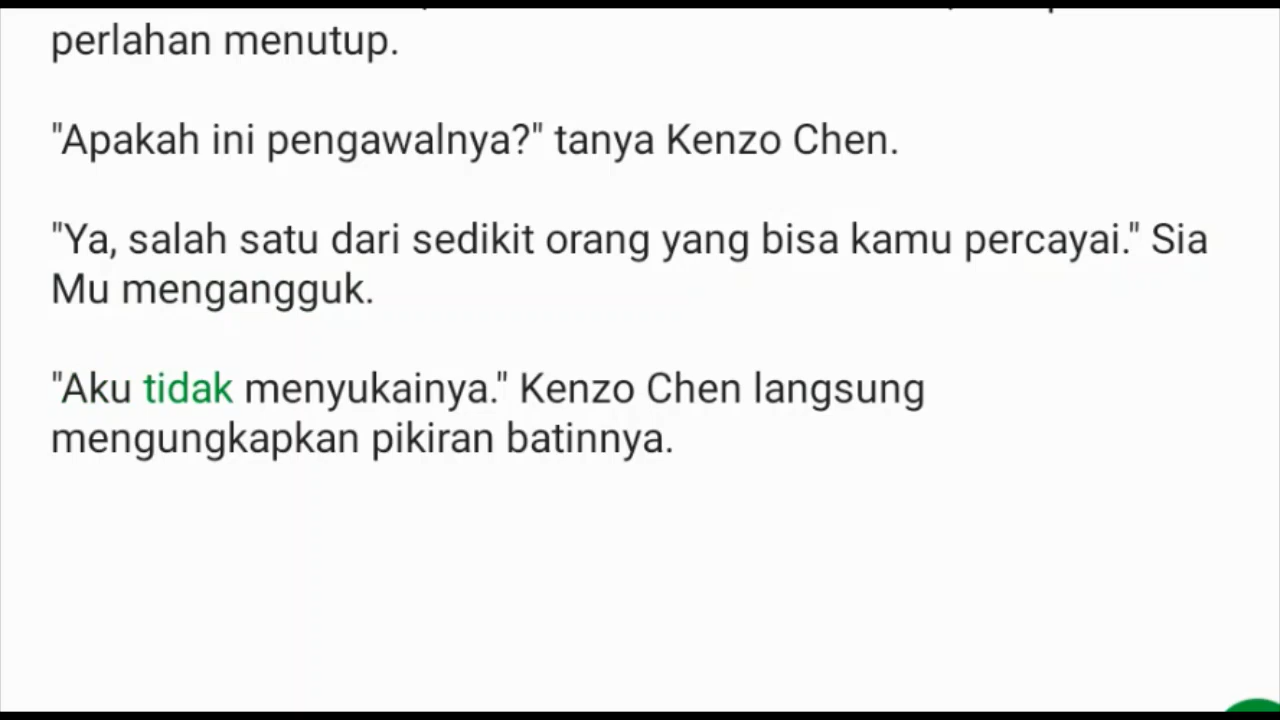 perlahan menutup.
"Apakah ini pengawalnya?" tanya Kenzo Chen.
"Ya, salah satu dari sedikit orang yang bisa kamu percayai." Sia
Mu mengangguk.
"Aku tidak menyukainya." Kenzo Chen langsung
mengungkapkan pikiran batinnya.